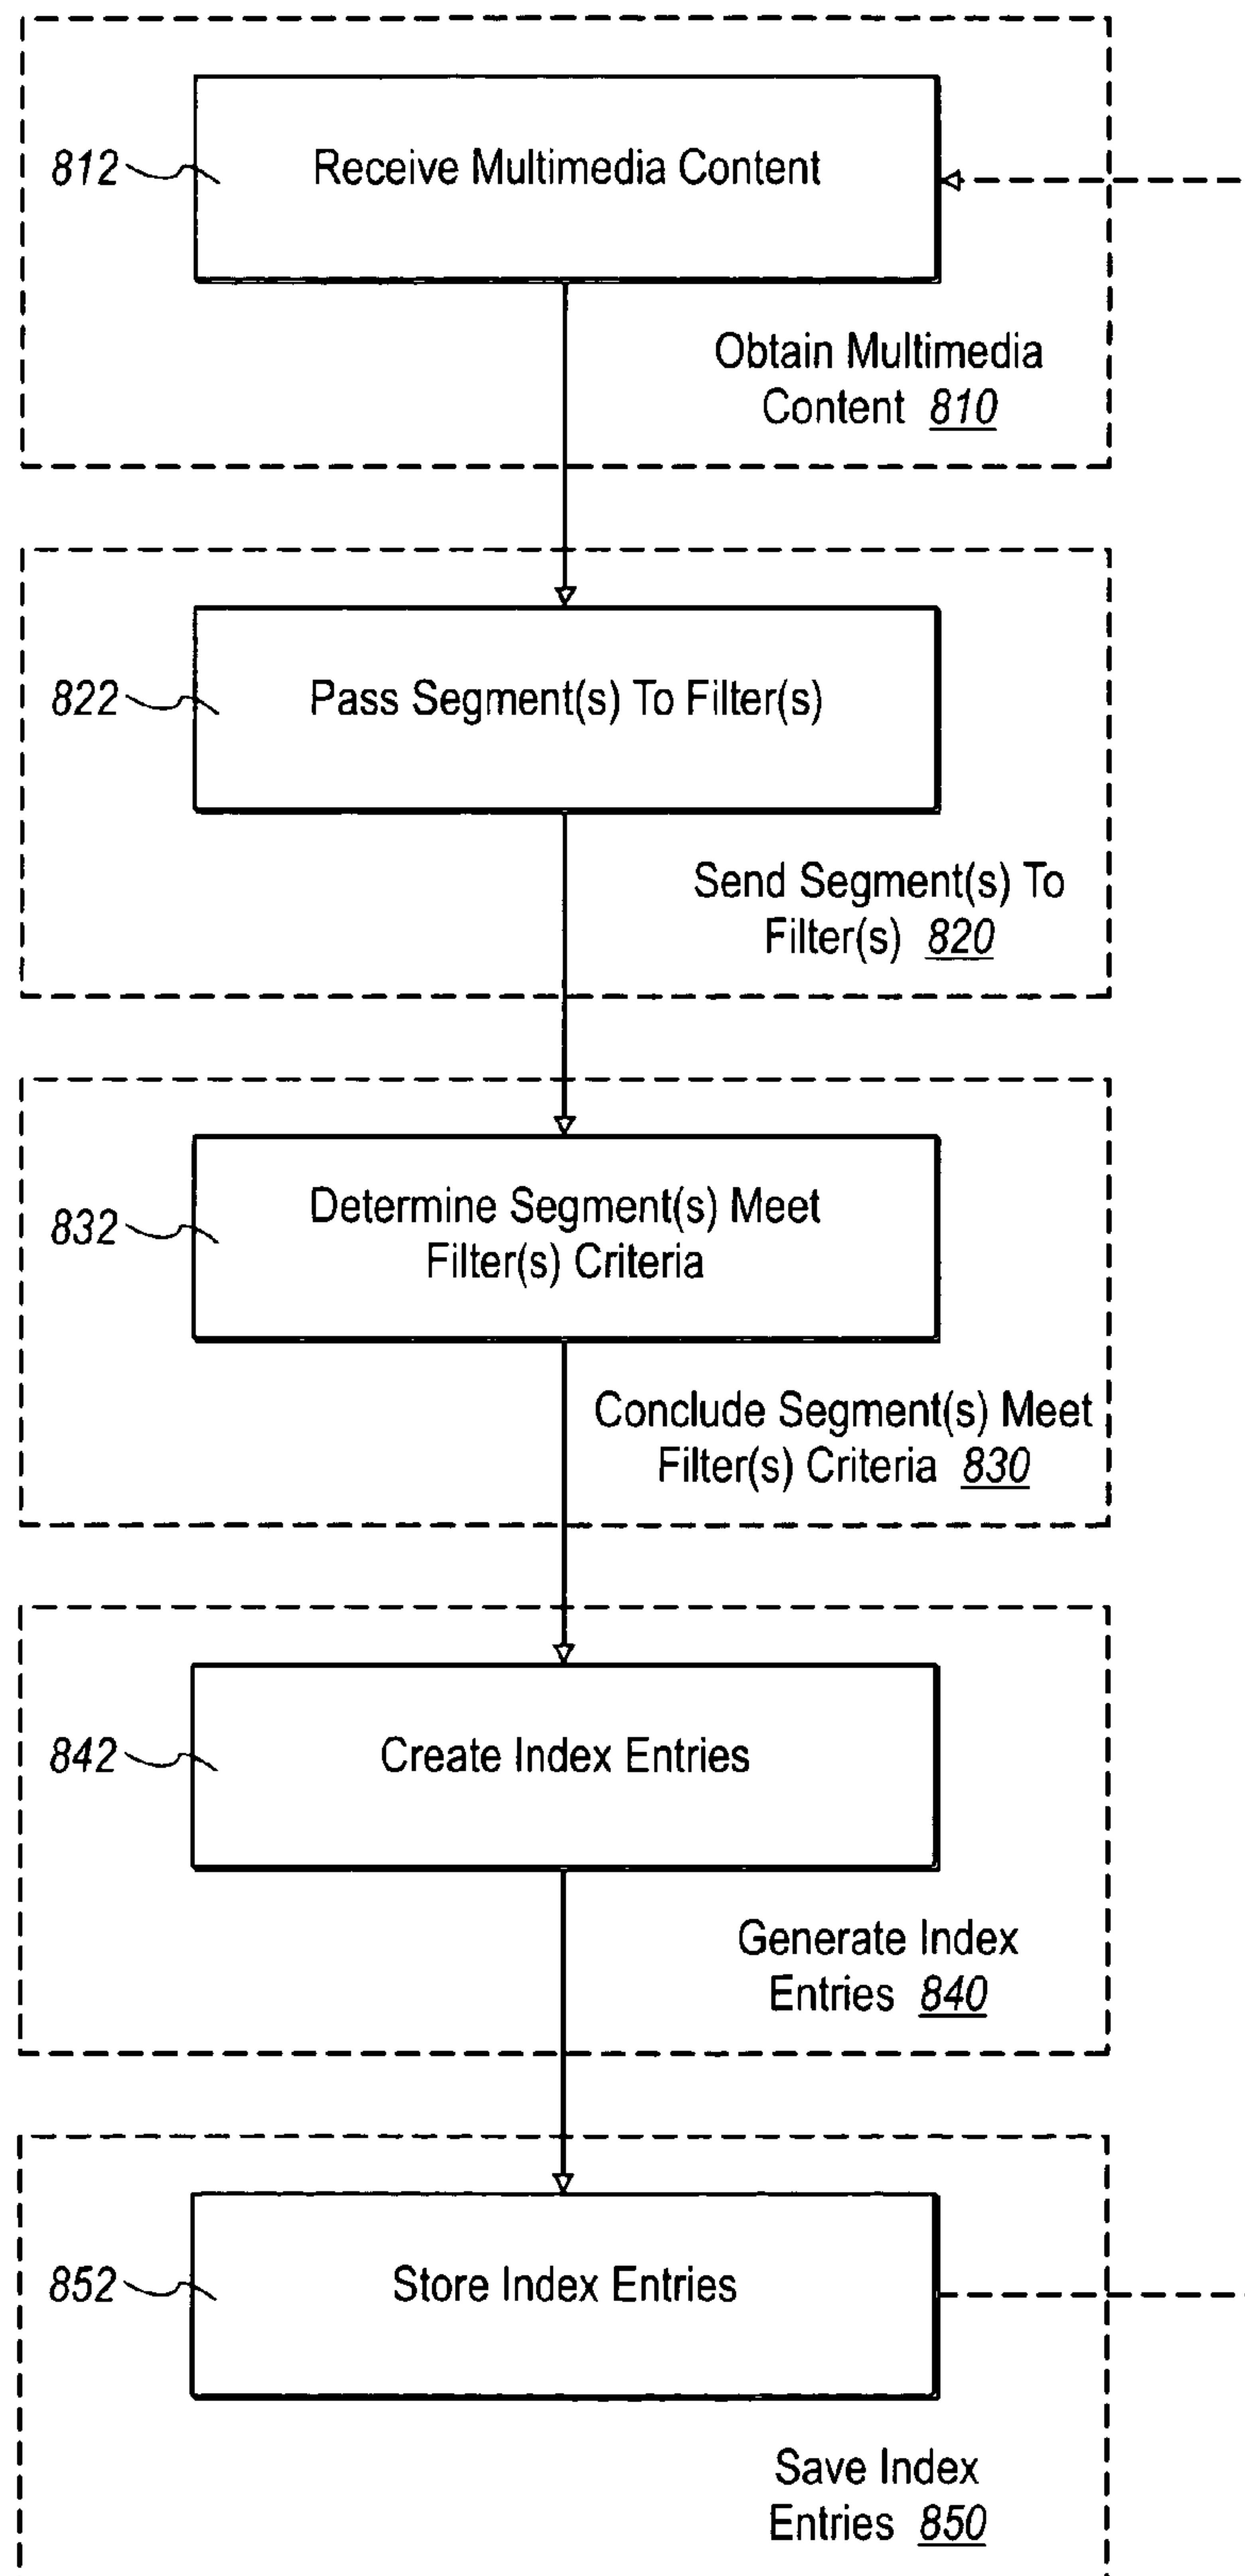 812
Receive Multimedia Content
Obtain Multimedia
Content 810
822
Pass Segment(s) To Filter(s)
Send Segment(s) To
Filter(s) 820
832
Determine Segment(s) Meet
Filter(s) Criteria
Conclude Segment(s) Meet
Filter(s) Criteria 830
842
Create Index Entries
Generate Index
Entries 840
852
Store Index Entries
Save Index
Entries 850